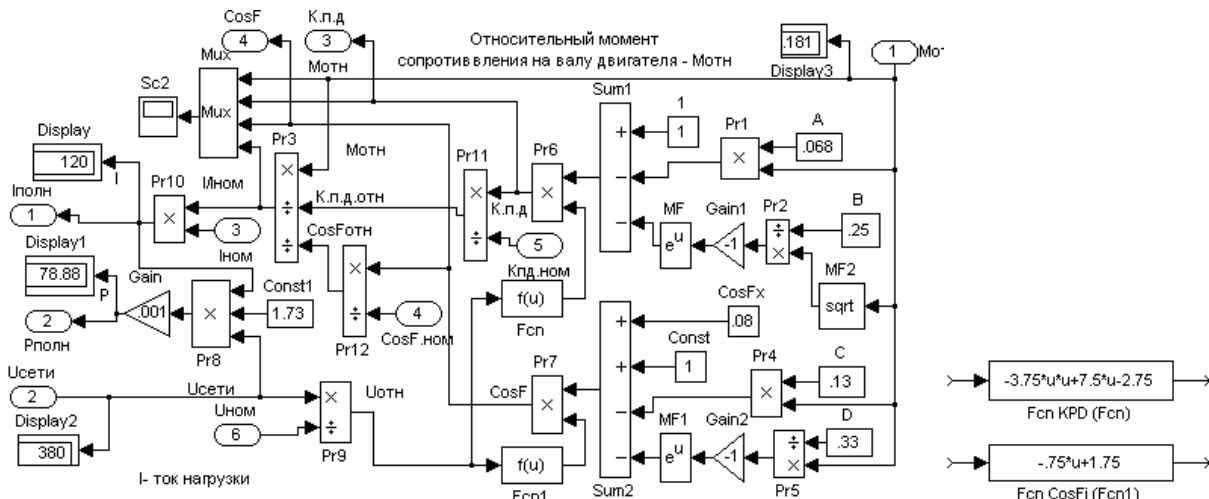 CosF
4
К.п.д
3
Относительный момент
сопротиввления на валу двигателя - Мотн
.181
Display3
1
Мот
Mux
Mux
Мотн
Sc2
Sum1
1
1
Pr1
A
.068
Display
120
I
Pr3
Мотн
Pr11
Pr6
Iполн
1
Pr10
I/Iном
К.п.д.отн
К.п.д
MF
e^u
Gain1
-1
Pr2
B
.25
3
Iном
CosFотн
5
Кпд.ном
Display1
78.88
P
Gain
.001
Const1
1.73
MF2
sqrt
f(u)
Fcn
CosFx
.08
2
Рполн
Pr8
Pr12
4
CosF.ном
Const
1
Pr7
CosF
Pr4
C
.13
Uсети
2
Uсети
Uотн
Display2
380
Uном
6
Pr9
MF1
e^u
Gain2
-1
D
.33
f(u)
Fcn1
Sum2
Pr5
I- ток нагрузки
-3.75*u*u+7.5*u-2.75
Fcn KPD (Fcn)
-.75*u+1.75
Fcn CosFi (Fcn1)